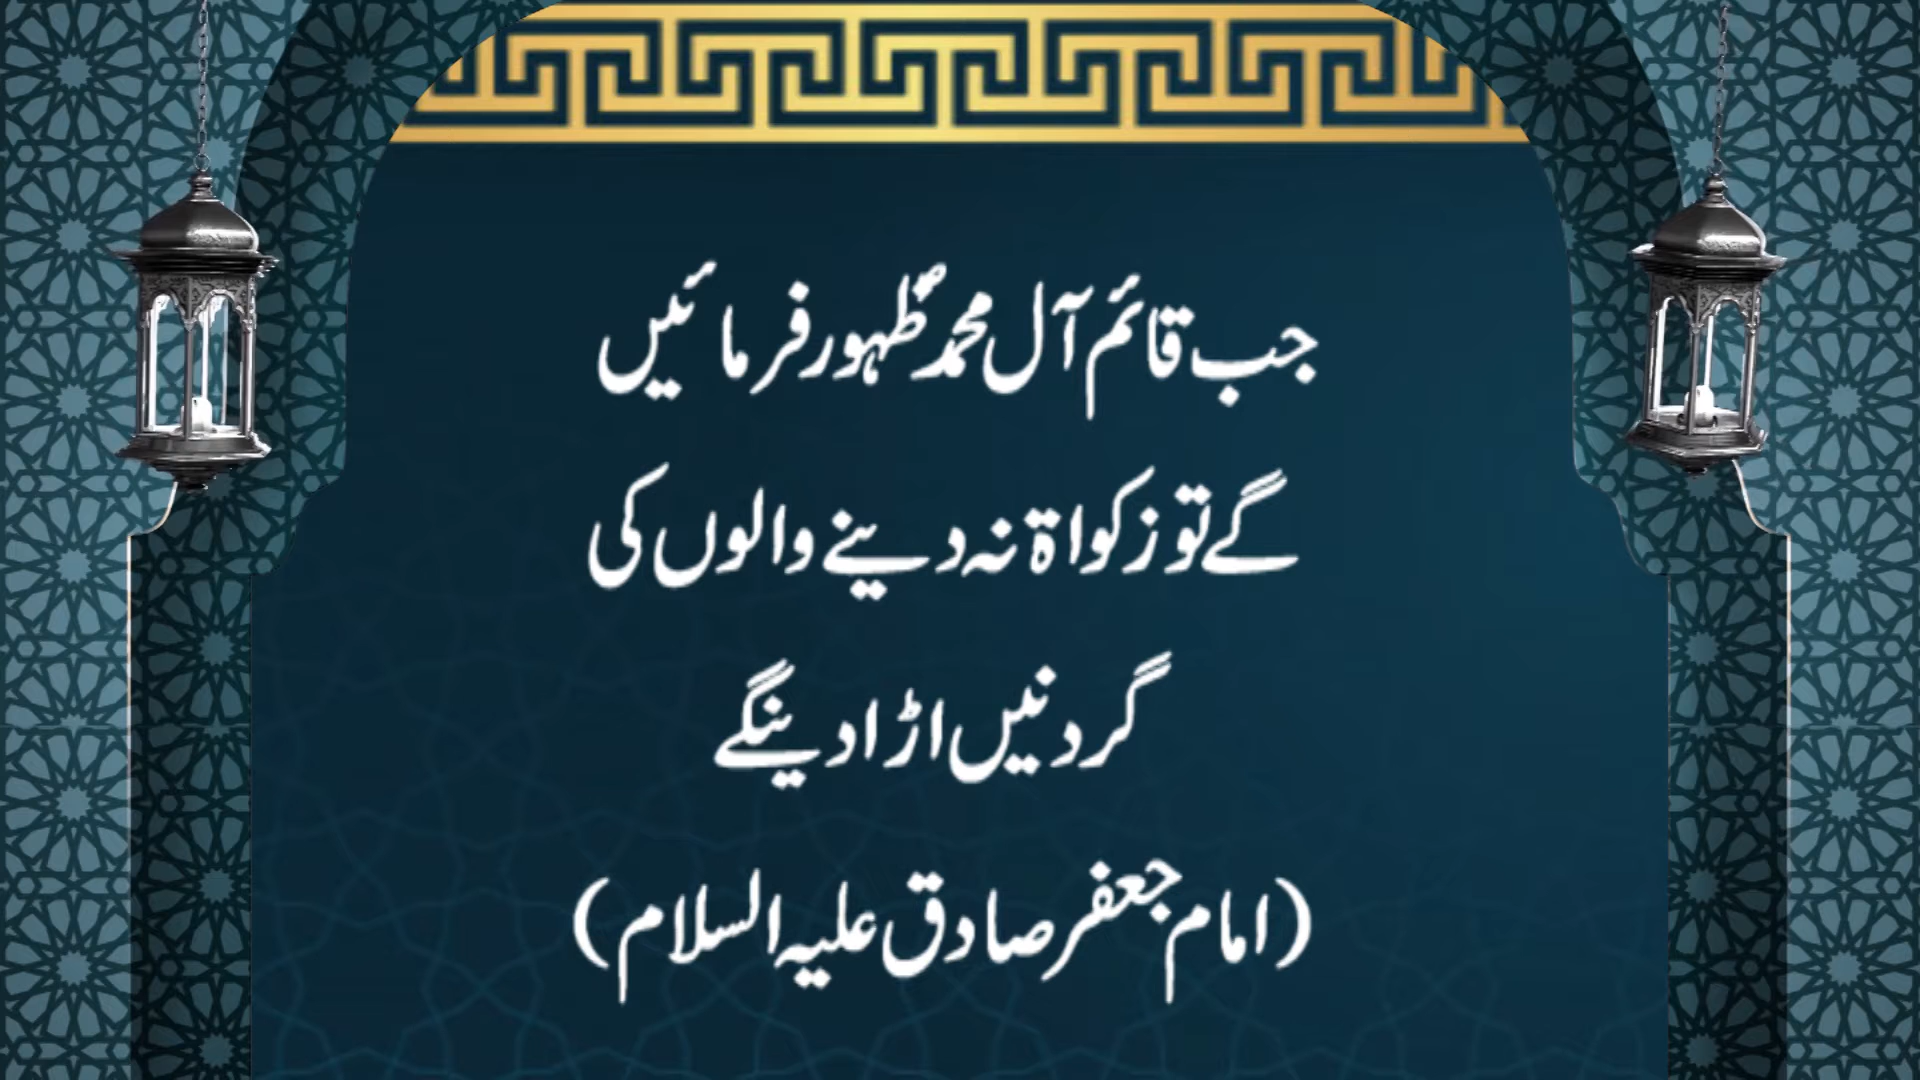 جب قائم آل محمدؐ ظہور فرمائیں
گے تو زکواۃ نہ دینے والوں کی
گردنیں اڑا دینگے
(امام جعفر صادق علیہ السلام)